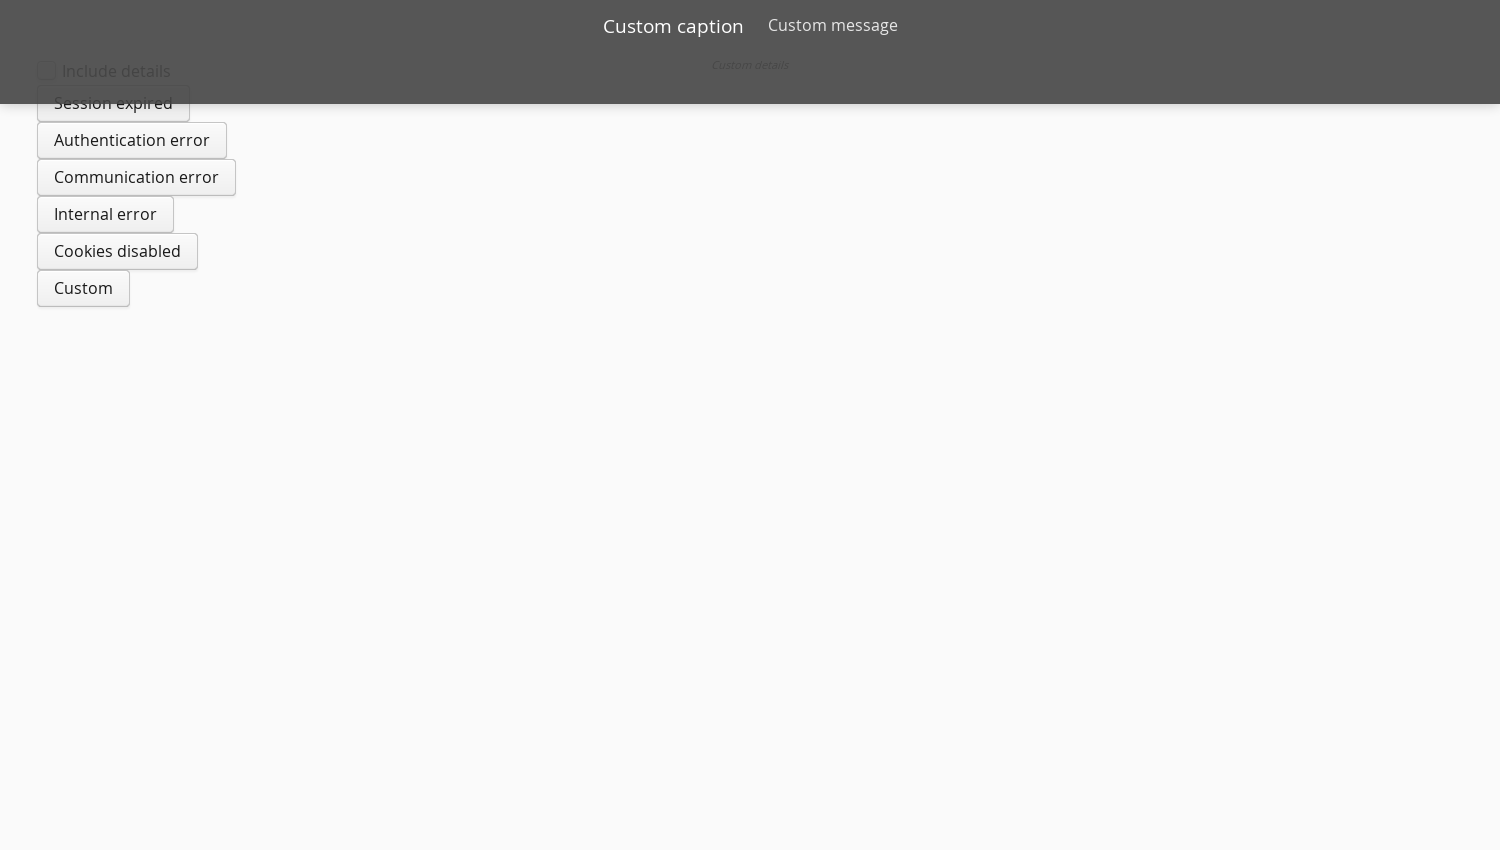 Custom caption Custom message
Custom details
Include details
Session expired
Authentication error
Communication error
Internal error
Cookies disabled
Custom